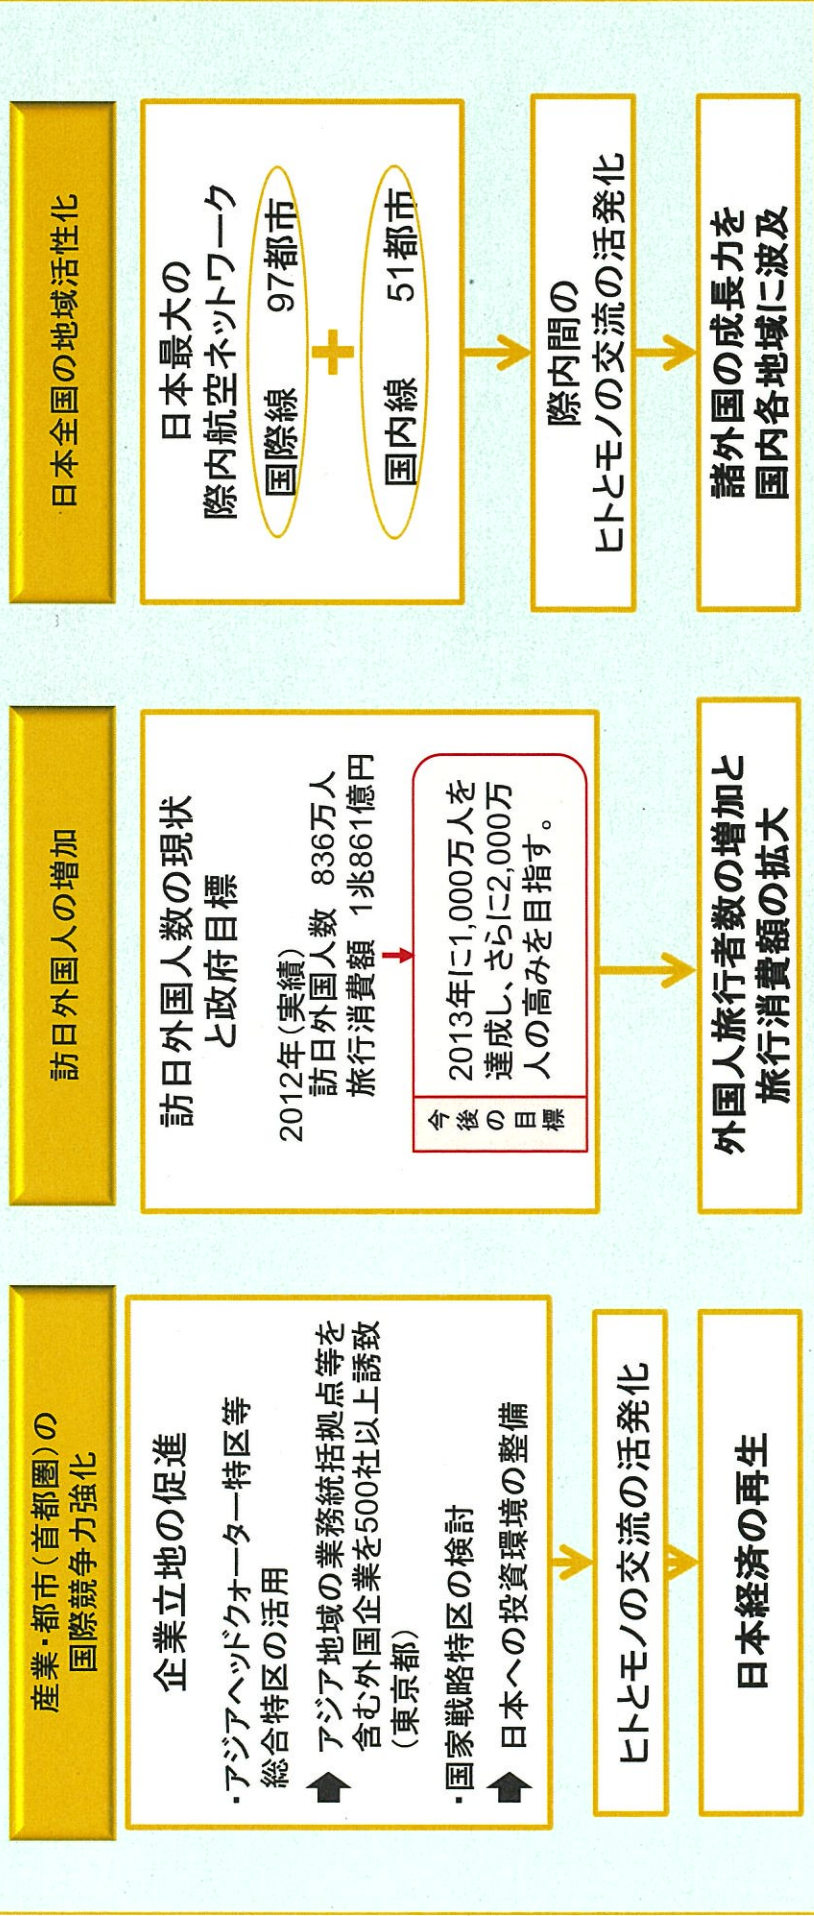 産業・都市(首都圏)の
国際競争力強化
企業立地の促進
・アジアヘッドクォーター特区等
総合特区の活用
アジア地域の業務統括拠点等を
含む外国企業を500社以上誘致
(東京都)
・国家戦略特区の検討
日本への投資環境の整備
ヒトとモノの交流の活発化
日本経済の再生
訪日外国人の増加
訪日外国人数の現状
と政府目標
2012年(実績)
訪日外国人数 836万人
旅行消費額 1兆861億円
今後の目標
2013年に1,000万人を
達成し、さらに2,000万
人の高みを目指す。
外国人旅行者数の増加と
旅行消費額の拡大
日本全国の地域活性化
日本最大の
際内航空ネットワーク
国際線 97都市
+
国内線 51都市
際内間の
ヒトとモノの交流の活発化
諸外国の成長力を
国内各地域に波及